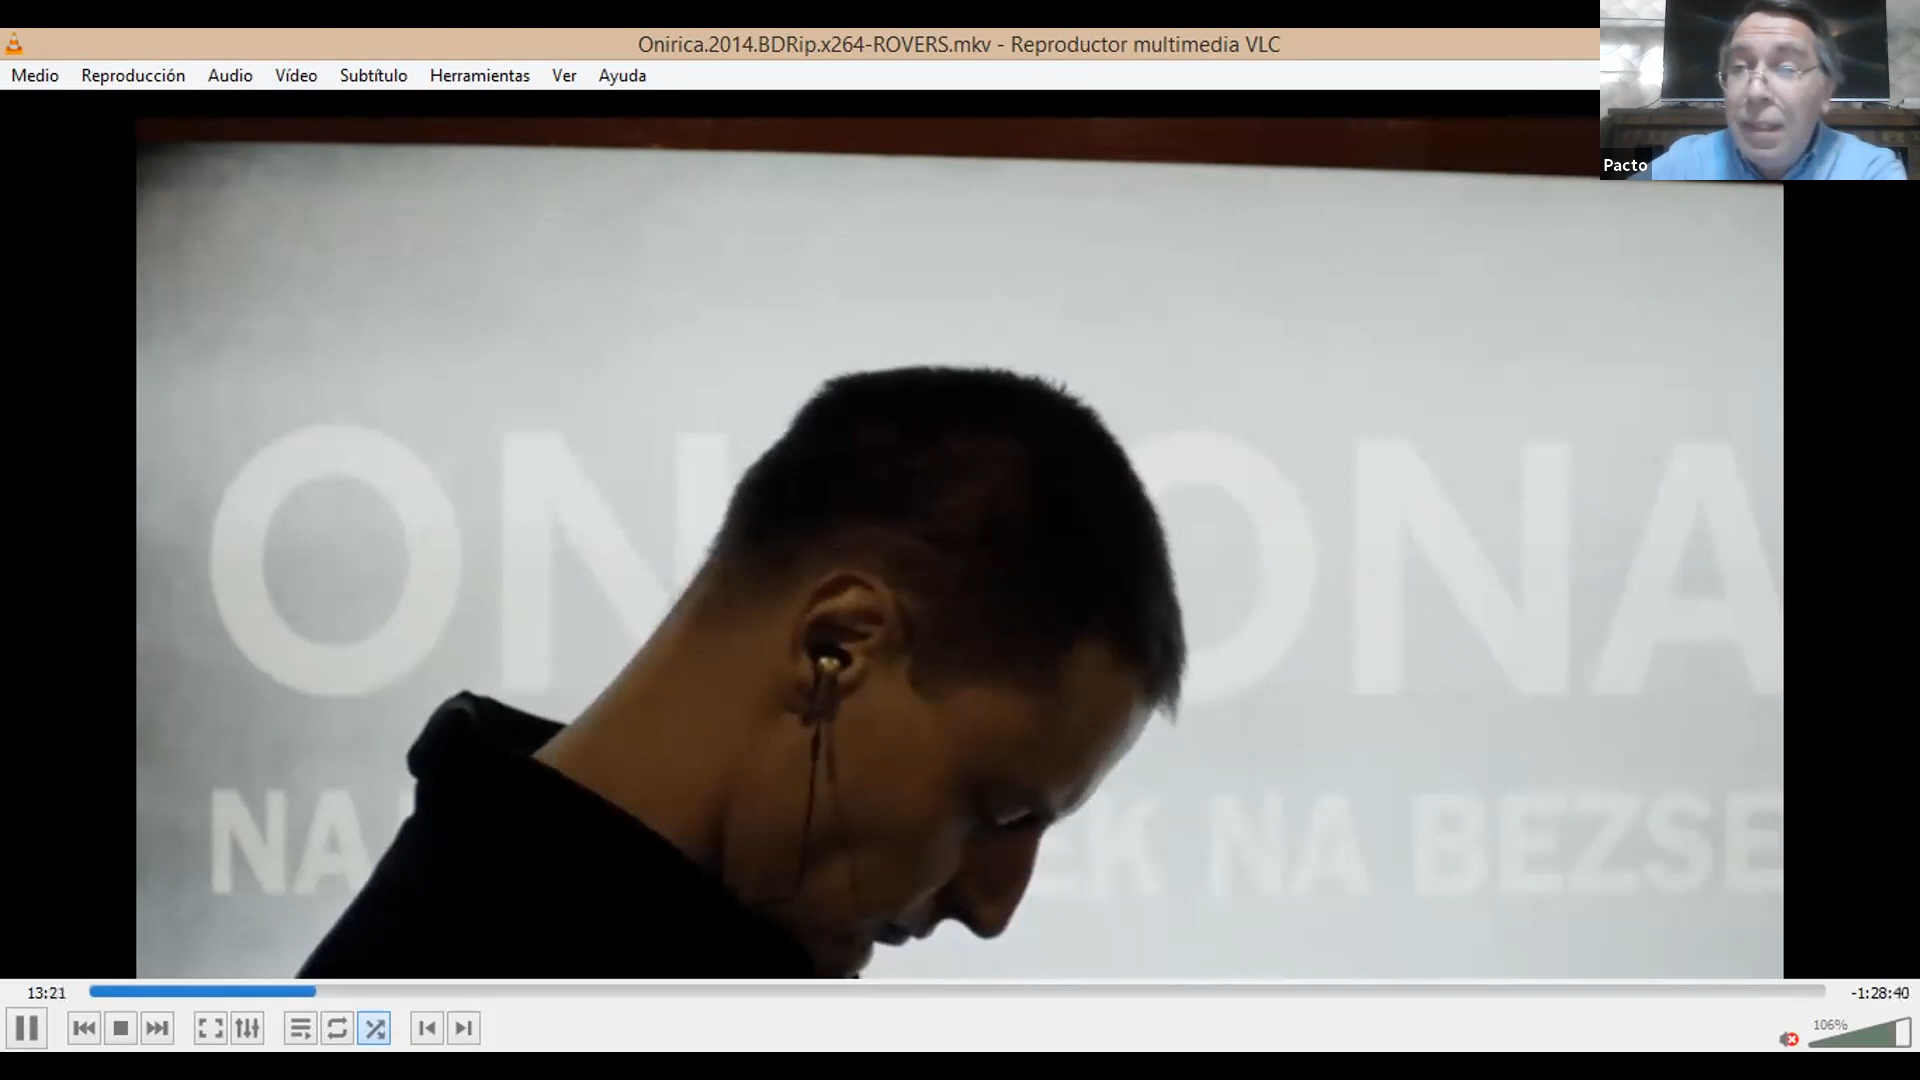 Onirica.2014.BDRip.x264-ROVERS.mkv - Reproductor multimedia VLC
Medio Reproducción Audio Vídeo Subtítulo Herramientas Ver Ayuda
Pacto
ON ONA
NA EK NA BEZSE
13:21
-1:28:40
106%